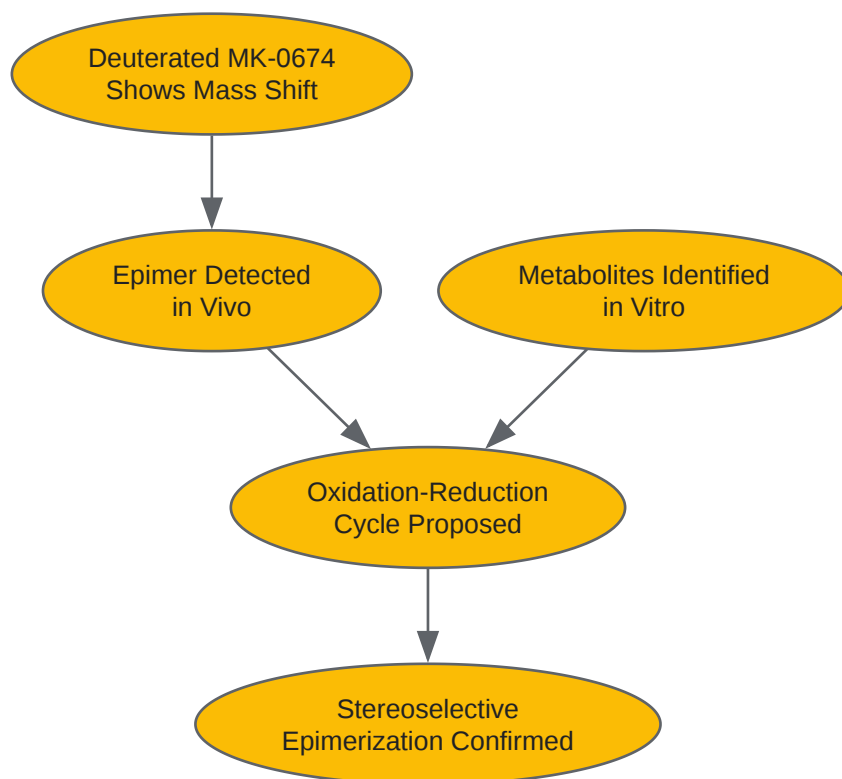 Deuterated MK-0674
Shows Mass Shift
Epimer Detected
in Vivo
Metabolites Identified
in Vitro
Oxidation-Reduction
Cycle Proposed
Stereoselective
Epimerization Confirmed